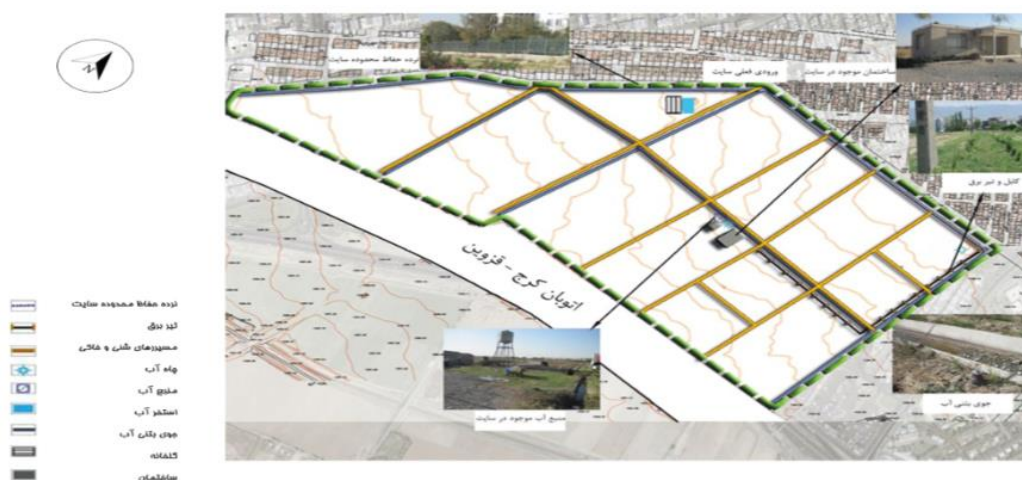 نرده حفاظ محدوده سایت
ورودی فعلی سایت
ساختمان موجود در سایت
کابل و تیر برق
اتوبان کرج - قزوین
جوی بتنی آب
منبع آب موجود در سایت
نرده حفاظ محدوده سایت
تیر برق
مسیرهای شنی و خاکی
چاه آب
منبع آب
استخر آب
جوی بتنی آب
گلخانه
ساختمان